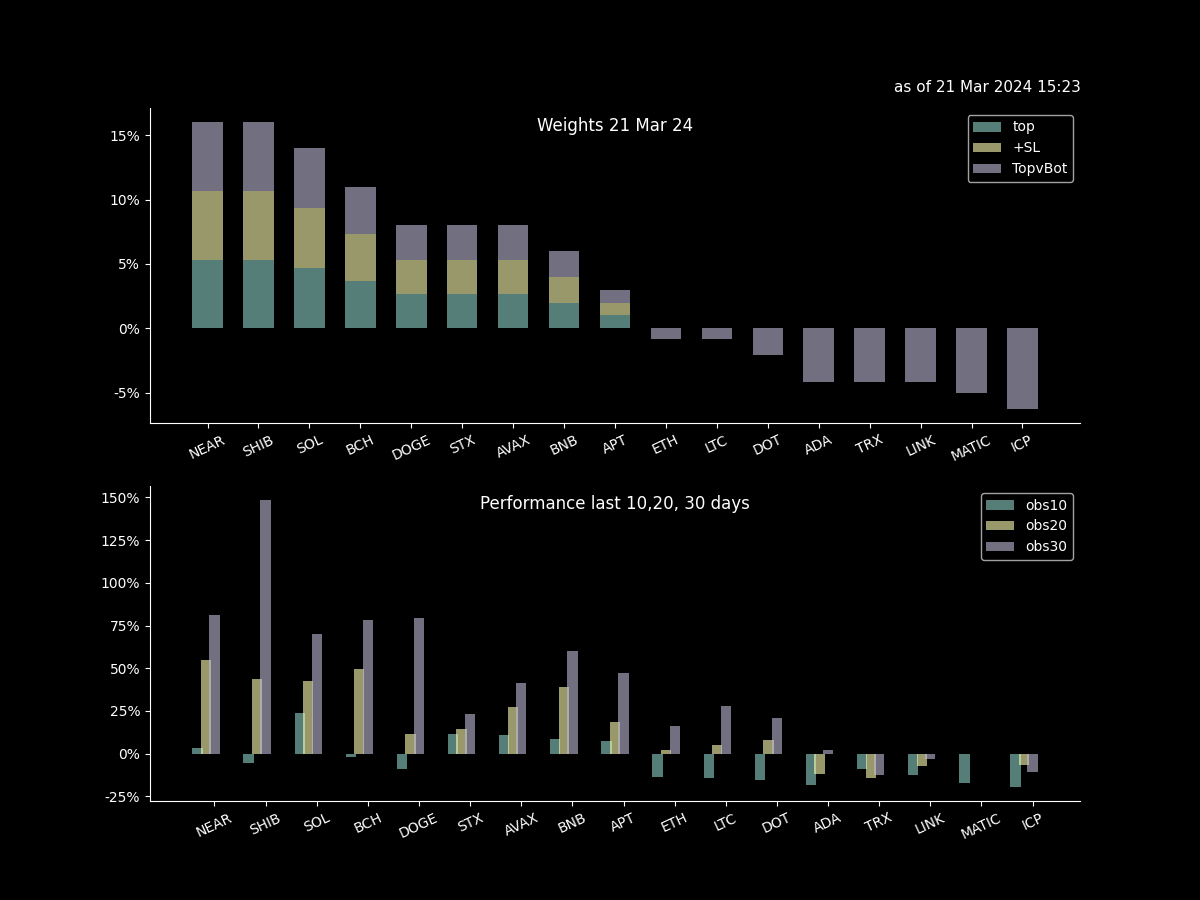 as of 21 Mar 2024 15:23
Weights 21 Mar 24
top
+SL
TopvBot
15%
10%
5%
0%
-5%
NEAR SHIB SOL BCH DOGE STX AVAX BNB APT ETH LTC DOT ADA TRX LINK MATIC ICP
Performance last 10,20, 30 days
obs10
obs20
obs30
150%
125%
100%
75%
50%
25%
0%
-25%
NEAR SHIB SOL BCH DOGE STX AVAX BNB APT ETH LTC DOT ADA TRX LINK MATIC ICP